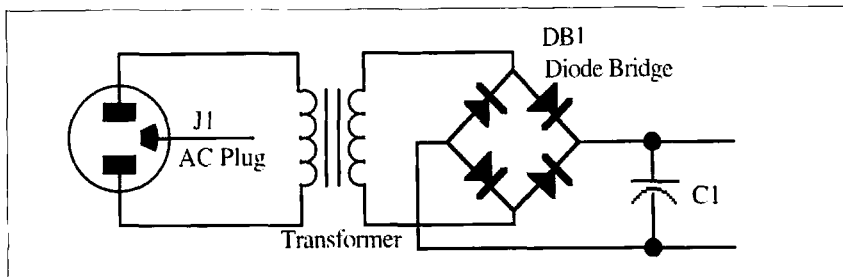 DB1
Diode Bridge
J1
AC Plug
C1
Transformer